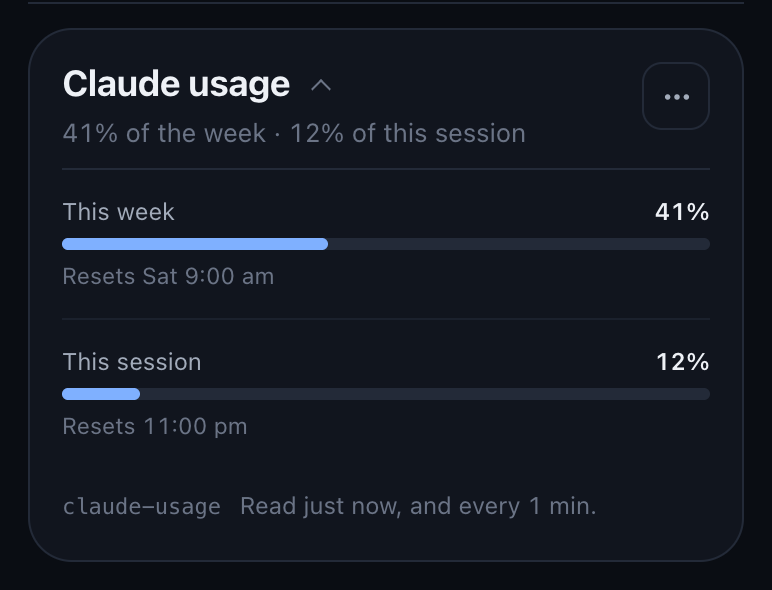 Claude usage
41% of the week · 12% of this session
This week 41%
Resets Sat 9:00 am
This session 12%
Resets 11:00 pm
claude-usage Read just now, and every 1 min.